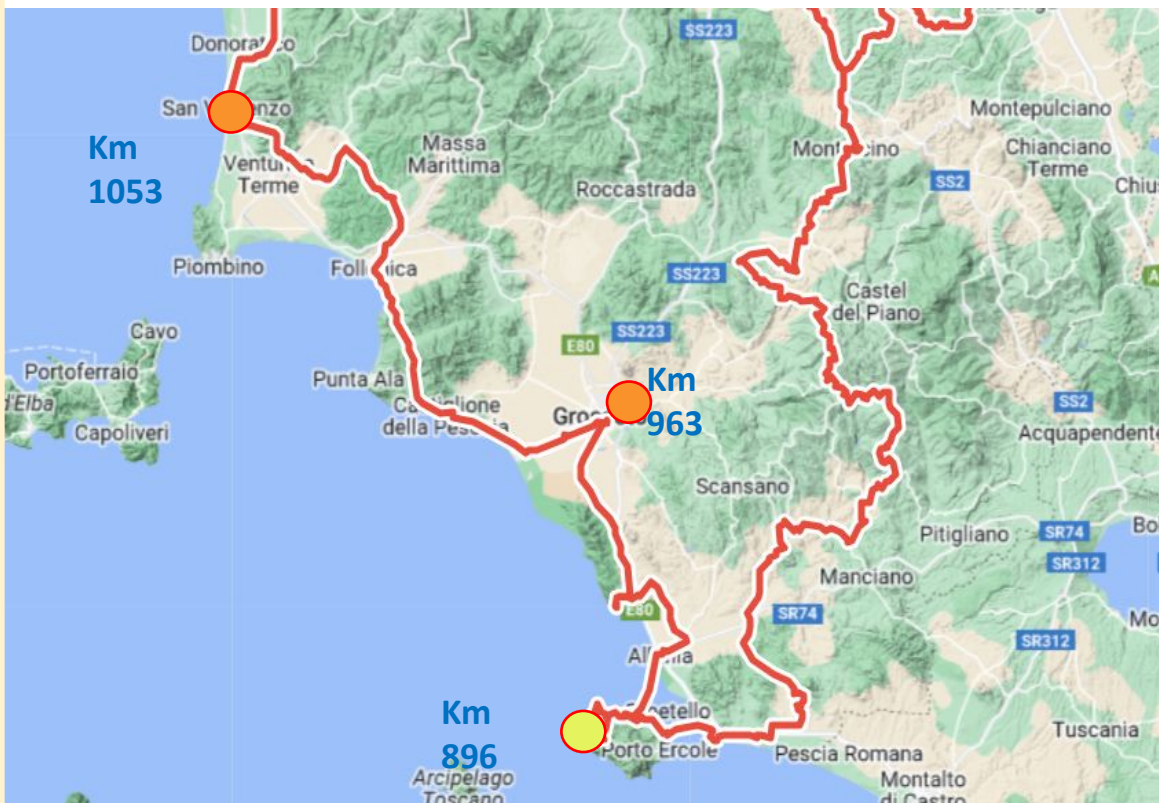 SS223
Donoratico
San Vincenzo
Montepulciano
Km
1053
Massa
Marittima
Montalcino
Chianciano
Terme
Venturina
Terme
SS2
Roccastrada
Piombino
Follonica
SS223
Castel
del Piano
Cavo
SS223
E80
Portoferraio
d'Elba
Punta Ala
Km
963
SS2
Capoliveri
Castiglione
della Pescaia
Acquapendente
Scansano
Pitigliano
SR74
SR312
Manciano
E80
SR74
SR312
Albinia
Orbetello
Km
896
Porto Ercole
Pescia Romana
Tuscania
Arcipelago
Toscano
Montalto
di Castro